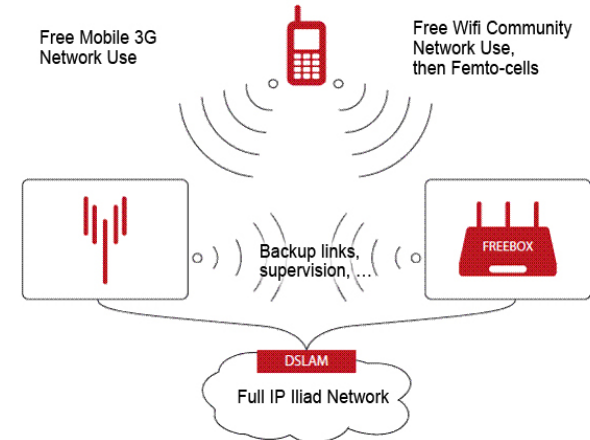 Free Mobile 3G
Network Use
Free Wifi Community
Network Use,
then Femto-cells
Backup links,
supervision, ...
FREEBOX
DSLAM
Full IP Iliad Network